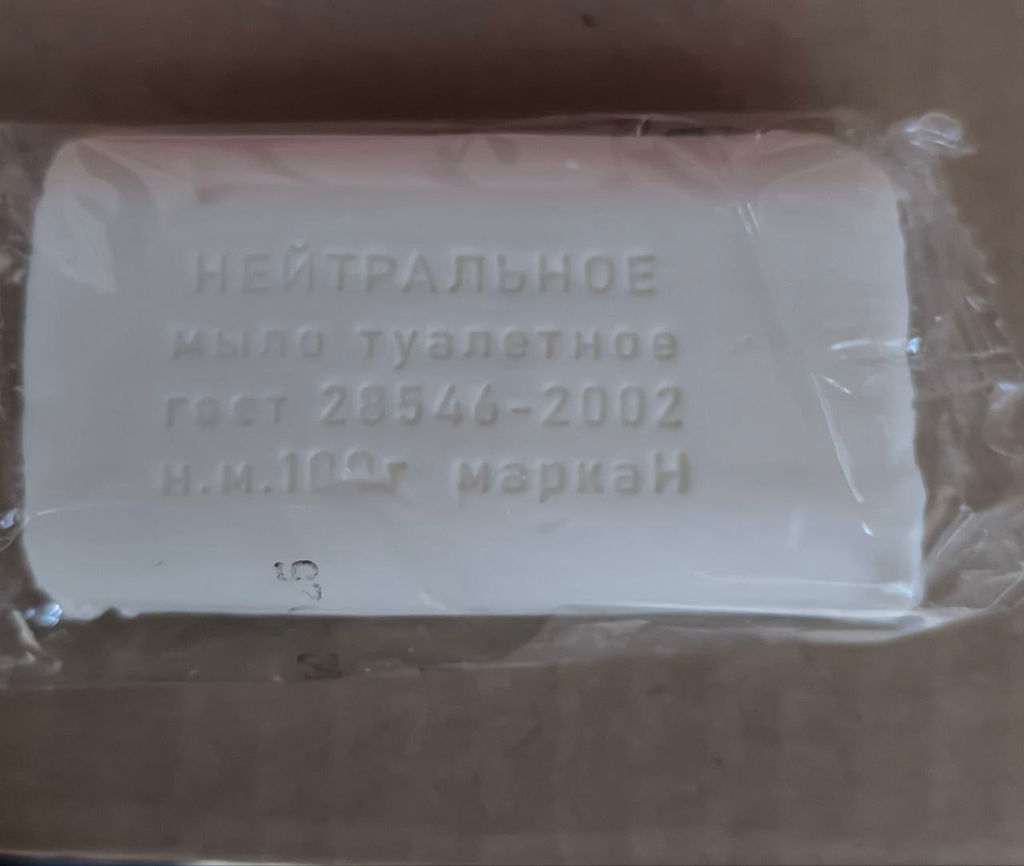 НЕЙТРАЛЬНОЕ
мыло туалетное
гост 28546-2002
н.м.100г маркаН